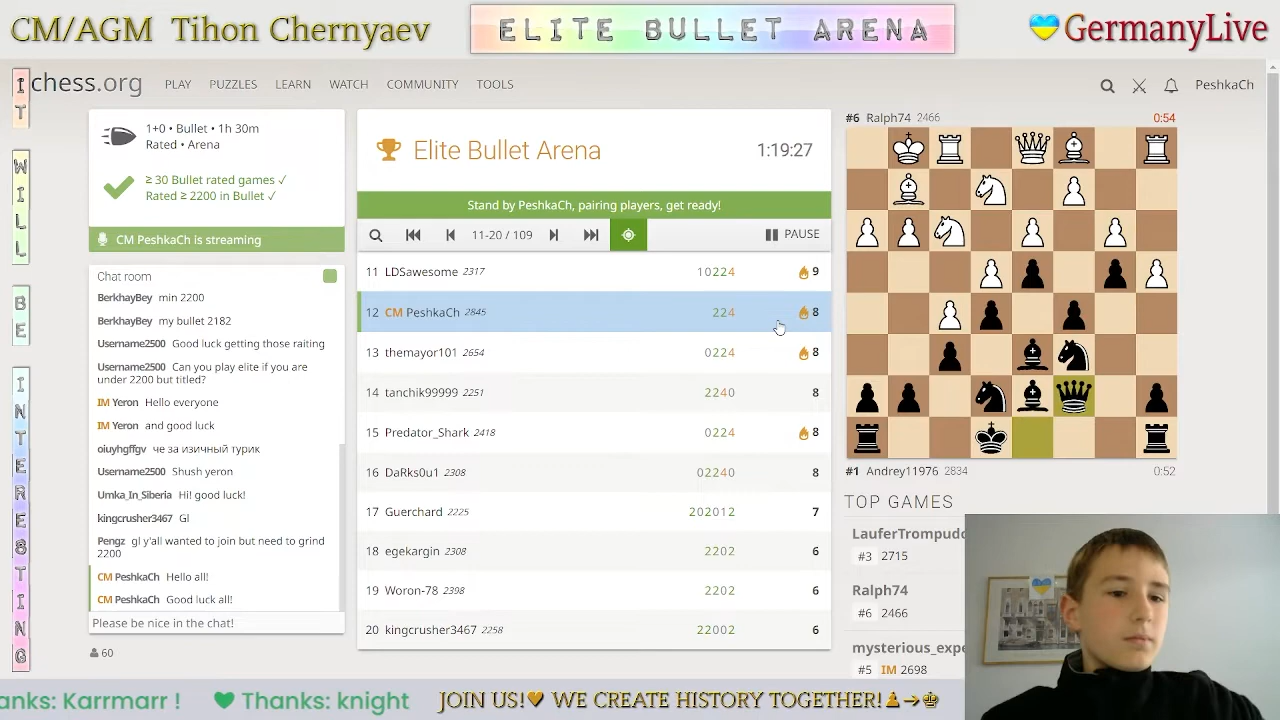 CM/AGM Tihon Chernyaev
ELITE BULLET ARENA
GermanyLive
IT WILL BE INTERESTING
chess.org
PLAY PUZZLES LEARN WATCH COMMUNITY TOOLS
PeshkaCh
1+0 • Bullet • 1h 30m
Rated • Arena
≥ 30 Bullet rated games ✓
Rated ≥ 2200 in Bullet ✓
CM PeshkaCh is streaming
Chat room
BerkhayBey min 2200
BerkhayBey my bullet 2182
Username2500 Good luck getting those raiting
Username2500 Can you play elite if you are
under 2200 but titled?
IM Yeron Hello everyone
IM Yeron and good luck
oiuyhgffgv че за изичный турик
Username2500 Shush yeron
Umka_In_Siberia Hi! good luck!
kingcrusher3467 Gl
Pengz gl y'all wanted to join but need to grind
2200
CM PeshkaCh Hello all!
CM PeshkaCh Good luck all!
Please be nice in the chat!
60
Elite Bullet Arena 1:19:27
Stand by PeshkaCh, pairing players, get ready!
11-20 / 109 PAUSE
11 LDSawesome 2317 10224 9
12 CM PeshkaCh 2845 224 8
13 themayor101 2654 0224 8
14 tanchik99999 2251 2240 8
15 Predator_Sherk 2418 0224 8
16 DaRks0u1 2308 02240 8
17 Guerchard 2225 202012 7
18 egekargin 2308 2202 6
19 Woron-78 2398 2202 6
20 kingcrusher3467 2258 22002 6
#6 Ralph74 2466 0:54
#1 Andrey11976 2834 0:52
TOP GAMES
LauferTrompud
#3 2715
Ralph74
#6 2466
mysterious_expe
#5 IM 2698
anks: Karrmarr !
Thanks: knight
JOIN US! WE CREATE HISTORY TOGETHER!